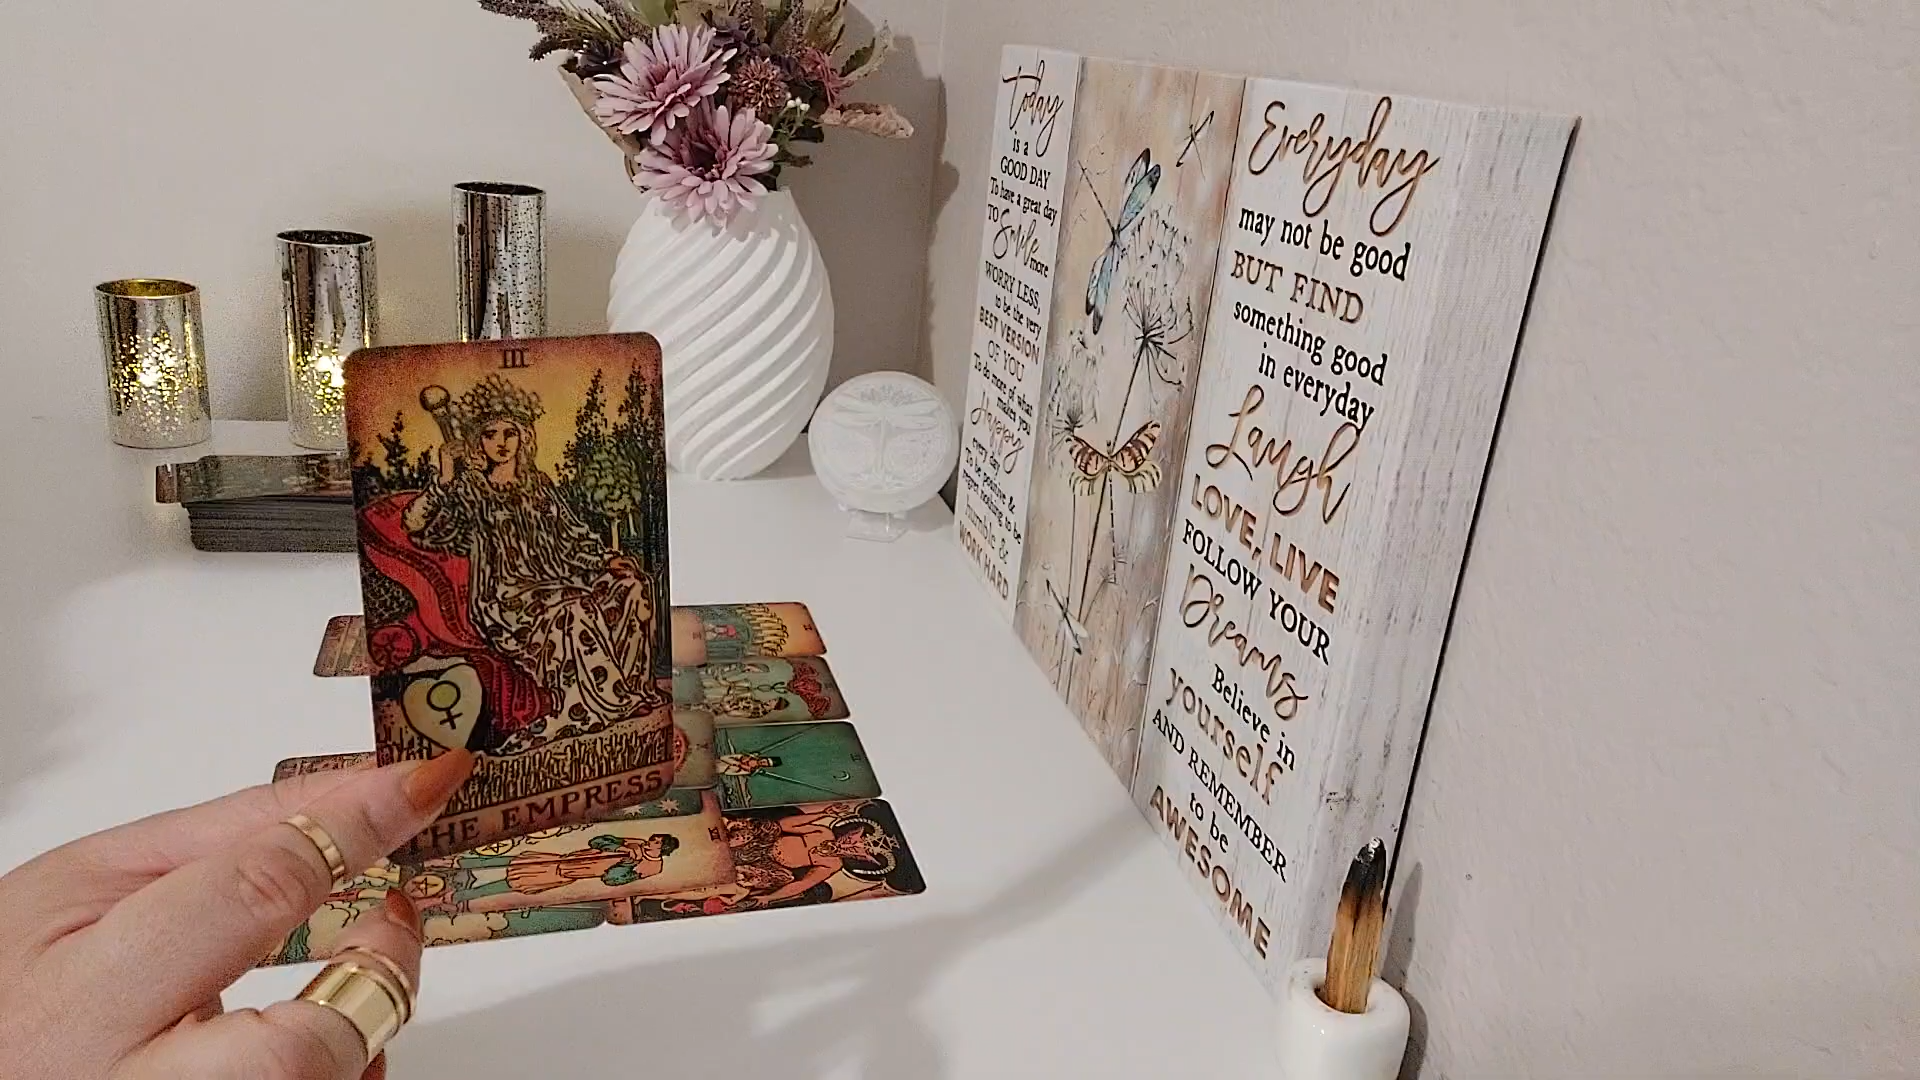 III
THE EMPRESS
today
is a
GOOD DAY
To have a great day
TO Smile more
WORRY LESS,
to be the very
BEST VERSION
OF YOU
To do more of what
makes you
Happy
every day
To be positive &
regret nothing to be
humble &
WORK HARD
Everyday
may not be good
BUT FIND
something good
in everyday
Laugh
LOVE, LIVE
FOLLOW YOUR
Dreams
Believe in
yourself
AND REMEMBER
to be
AWESOME